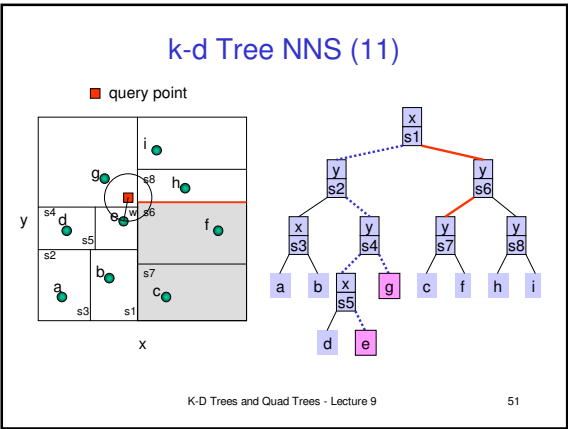 k-d Tree NNS (11)
query point
i
g
s8
h
y
s4
d
e
w
s6
f
s5
s2
s7
b
a
c
s3
s1
x
x
s1
y
s2
y
s6
x
s3
y
s4
y
s7
y
s8
a
b
x
s5
g
c
f
h
i
d
e
K-D Trees and Quad Trees - Lecture 9
51